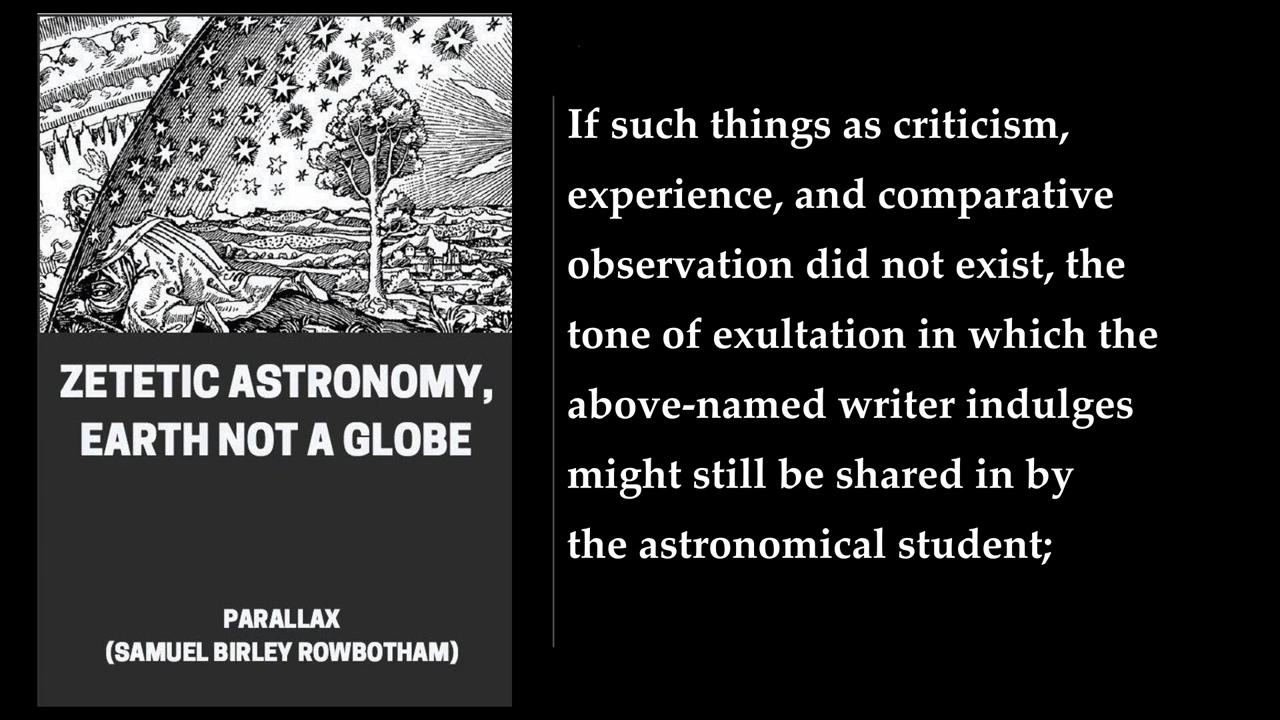 ZETETIC ASTRONOMY,
EARTH NOT A GLOBE
PARALLAX
(SAMUEL BIRLEY ROWBOTHAM)
If such things as criticism,
experience, and comparative
observation did not exist, the
tone of exultation in which the
above-named writer indulges
might still be shared in by
the astronomical student;